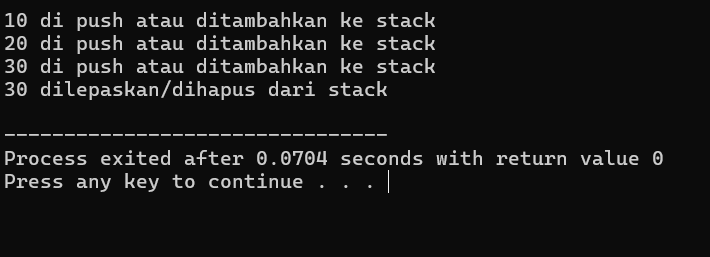 10 di push atau ditambahkan ke stack
20 di push atau ditambahkan ke stack
30 di push atau ditambahkan ke stack
30 dilepaskan/dihapus dari stack
--------------------------------
Process exited after 0.0704 seconds with return value 0
Press any key to continue . . .